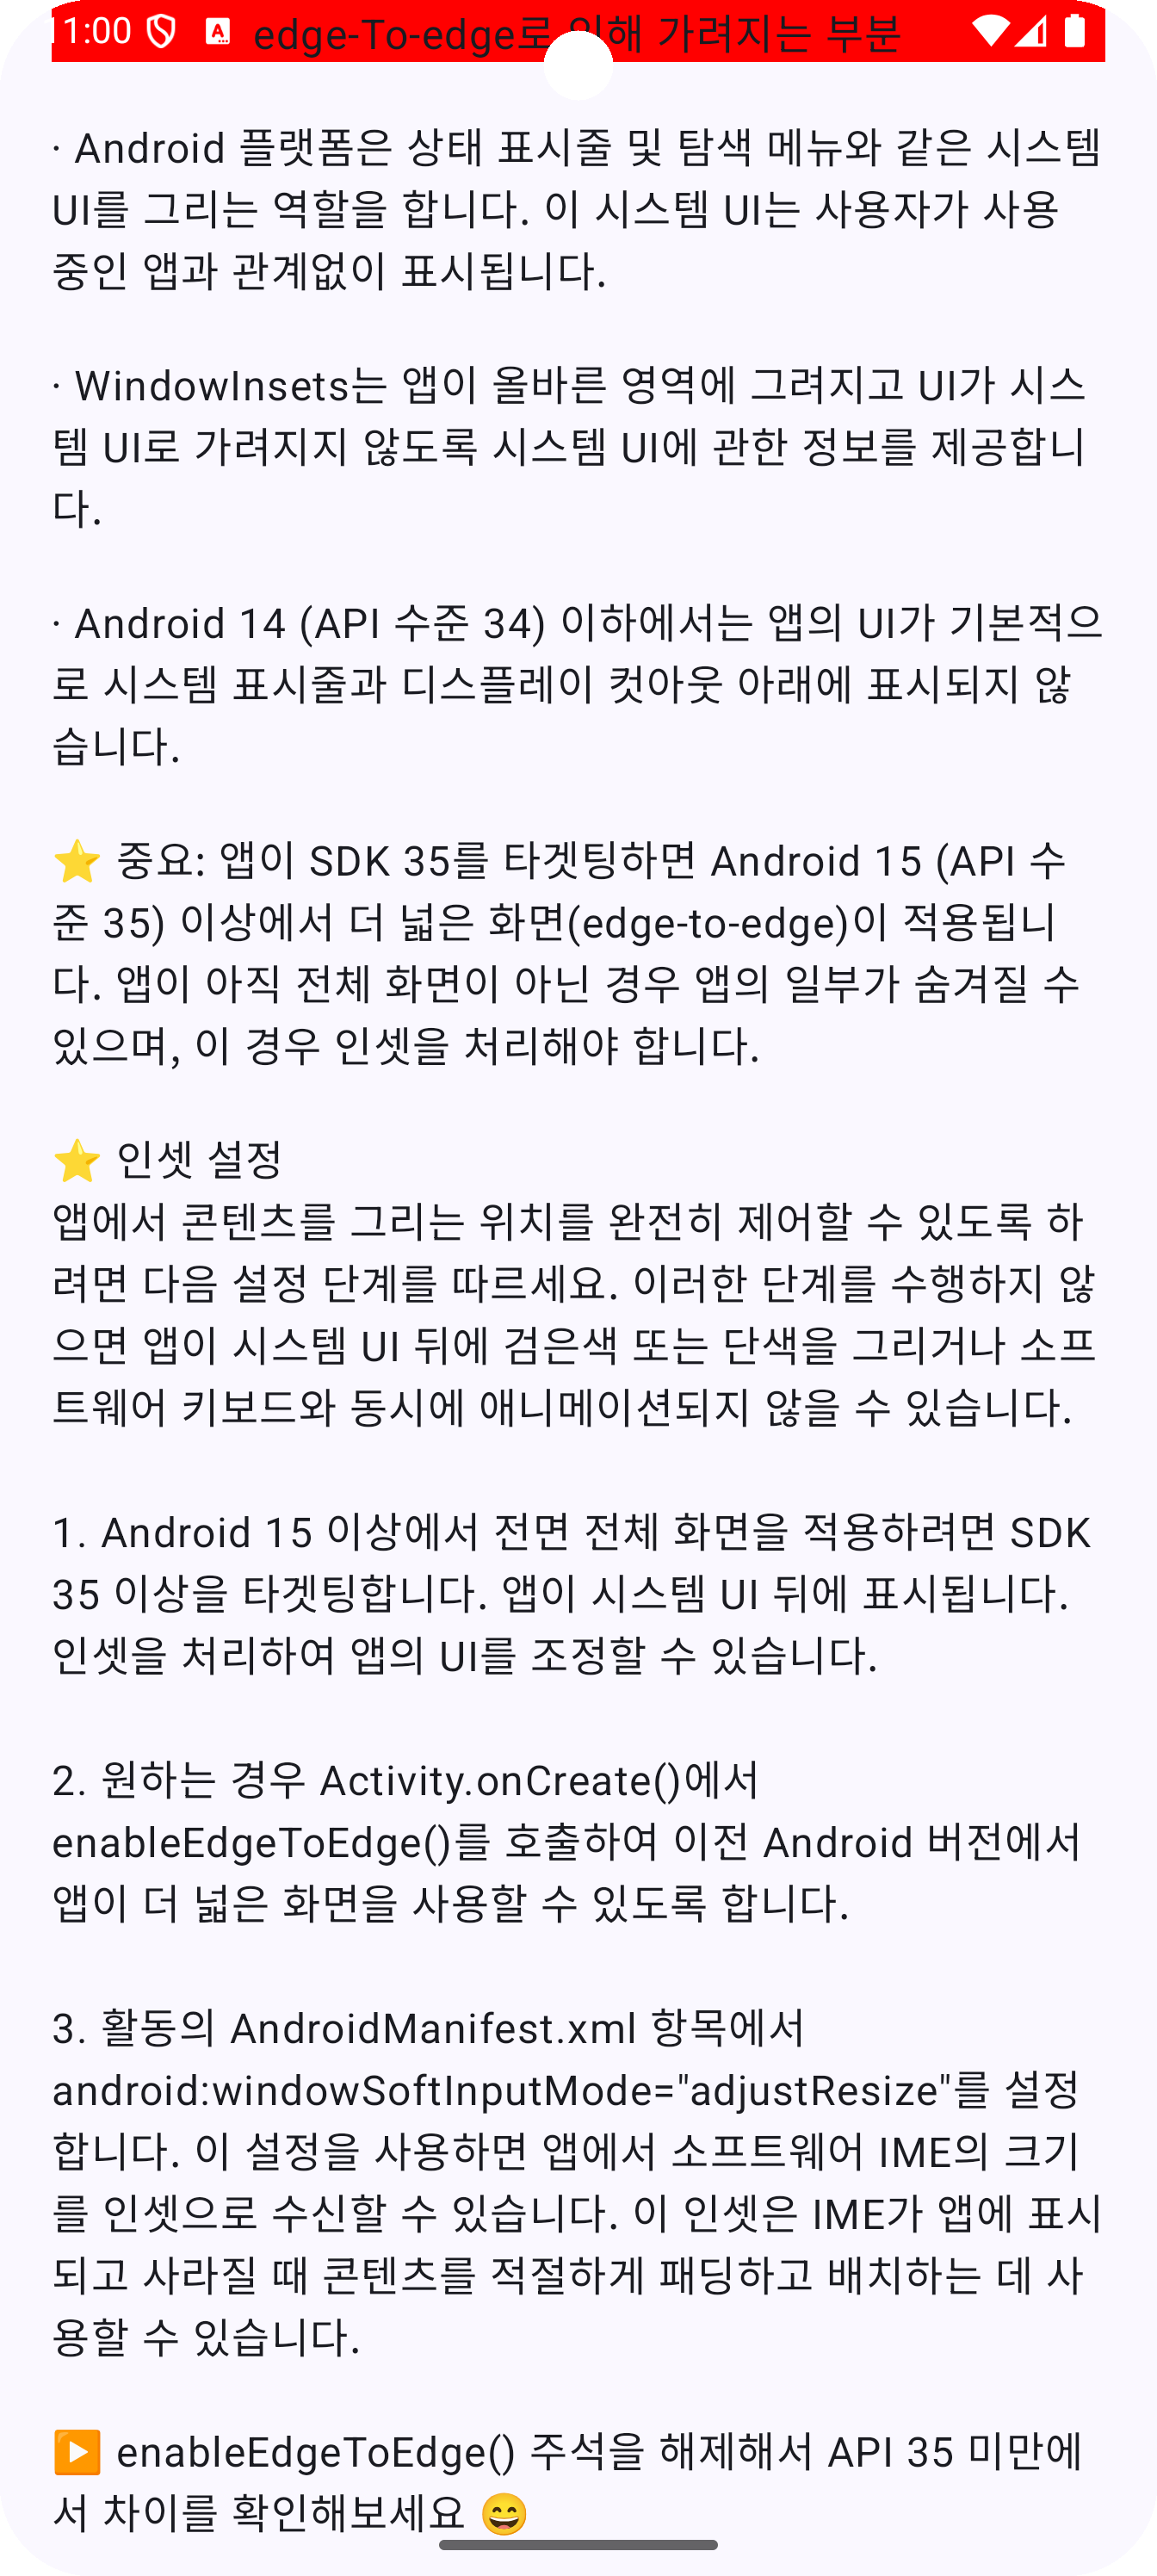 11:00
edge-To-edge로 인해 가려지는 부분
· Android 플랫폼은 상태 표시줄 및 탐색 메뉴와 같은 시스템
UI를 그리는 역할을 합니다. 이 시스템 UI는 사용자가 사용
중인 앱과 관계없이 표시됩니다.
· WindowInsets는 앱이 올바른 영역에 그려지고 UI가 시스
템 UI로 가려지지 않도록 시스템 UI에 관한 정보를 제공합니
다.
· Android 14 (API 수준 34) 이하에서는 앱의 UI가 기본적으
로 시스템 표시줄과 디스플레이 컷아웃 아래에 표시되지 않
습니다.
⭐ 중요: 앱이 SDK 35를 타겟팅하면 Android 15 (API 수
준 35) 이상에서 더 넓은 화면(edge-to-edge)이 적용됩니
다. 앱이 아직 전체 화면이 아닌 경우 앱의 일부가 숨겨질 수
있으며, 이 경우 인셋을 처리해야 합니다.
⭐ 인셋 설정
앱에서 콘텐츠를 그리는 위치를 완전히 제어할 수 있도록 하
려면 다음 설정 단계를 따르세요. 이러한 단계를 수행하지 않
으면 앱이 시스템 UI 뒤에 검은색 또는 단색을 그리거나 소프
트웨어 키보드와 동시에 애니메이션되지 않을 수 있습니다.
1. Android 15 이상에서 전면 전체 화면을 적용하려면 SDK
35 이상을 타겟팅합니다. 앱이 시스템 UI 뒤에 표시됩니다.
인셋을 처리하여 앱의 UI를 조정할 수 있습니다.
2. 원하는 경우 Activity.onCreate()에서
enableEdgeToEdge()를 호출하여 이전 Android 버전에서
앱이 더 넓은 화면을 사용할 수 있도록 합니다.
3. 활동의 AndroidManifest.xml 항목에서
android:windowSoftInputMode="adjustResize"를 설정
합니다. 이 설정을 사용하면 앱에서 소프트웨어 IME의 크기
를 인셋으로 수신할 수 있습니다. 이 인셋은 IME가 앱에 표시
되고 사라질 때 콘텐츠를 적절하게 패딩하고 배치하는 데 사
용할 수 있습니다.
▶️ enableEdgeToEdge() 주석을 해제해서 API 35 미만에
서 차이를 확인해보세요 😄